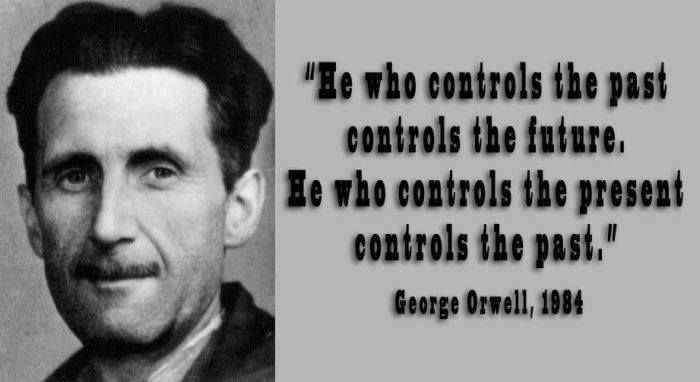 "He who controls the past
controls the future.
He who controls the present
controls the past."
George Orwell, 1984